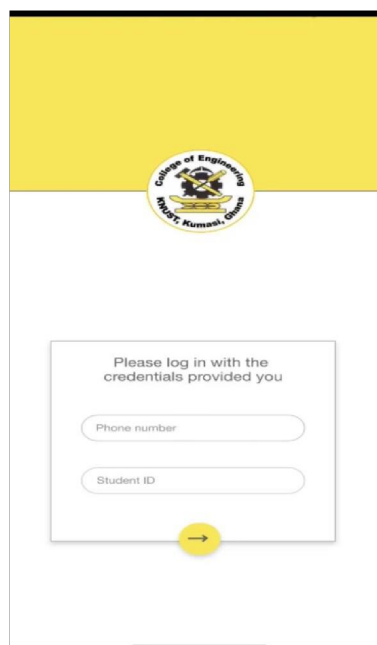 College of Engineering
KNUST, Kumasi, Ghana
Please log in with the
credentials provided you
Phone number
Student ID